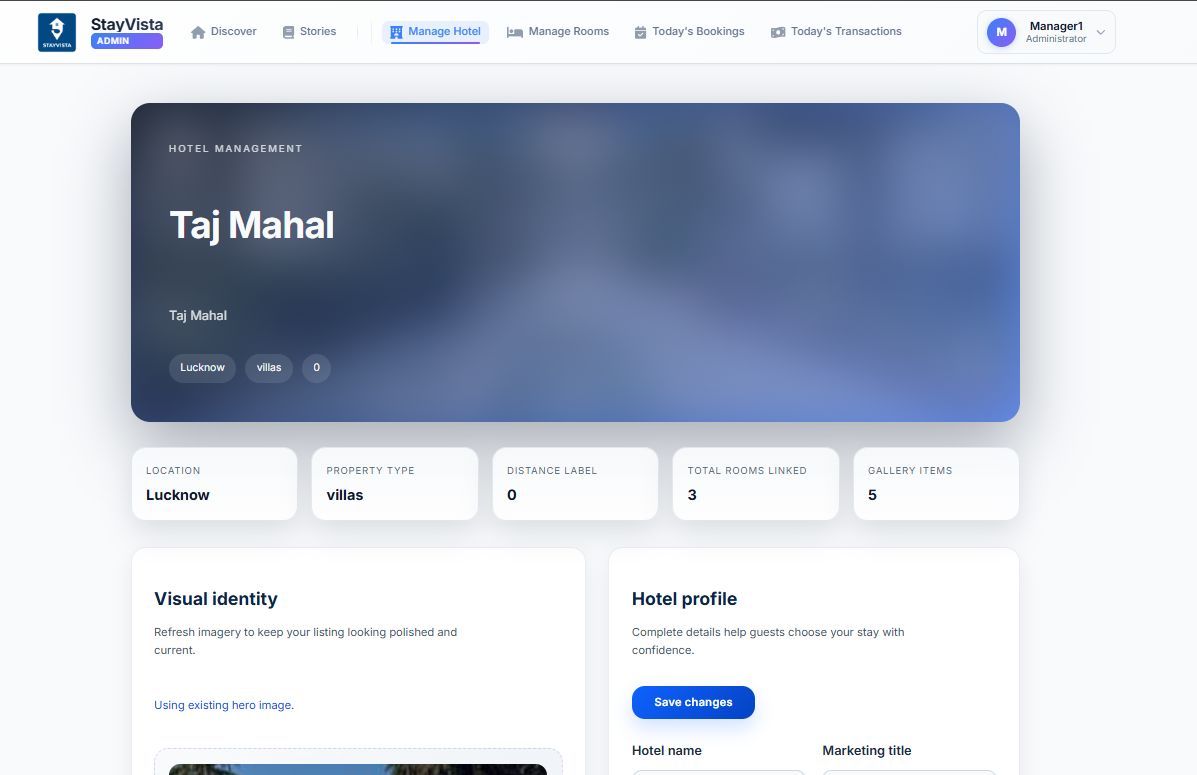 STAYVISTA
StayVista
ADMIN
Discover
Stories
Manage Hotel
Manage Rooms
Today's Bookings
Today's Transactions
M
Manager1
Administrator
HOTEL MANAGEMENT
Taj Mahal
Taj Mahal
Lucknow
villas
0
LOCATION
Lucknow
PROPERTY TYPE
villas
DISTANCE LABEL
0
TOTAL ROOMS LINKED
3
GALLERY ITEMS
5
Visual identity
Refresh imagery to keep your listing looking polished and
current.
Using existing hero image.
Hotel profile
Complete details help guests choose your stay with
confidence.
Save changes
Hotel name
Marketing title